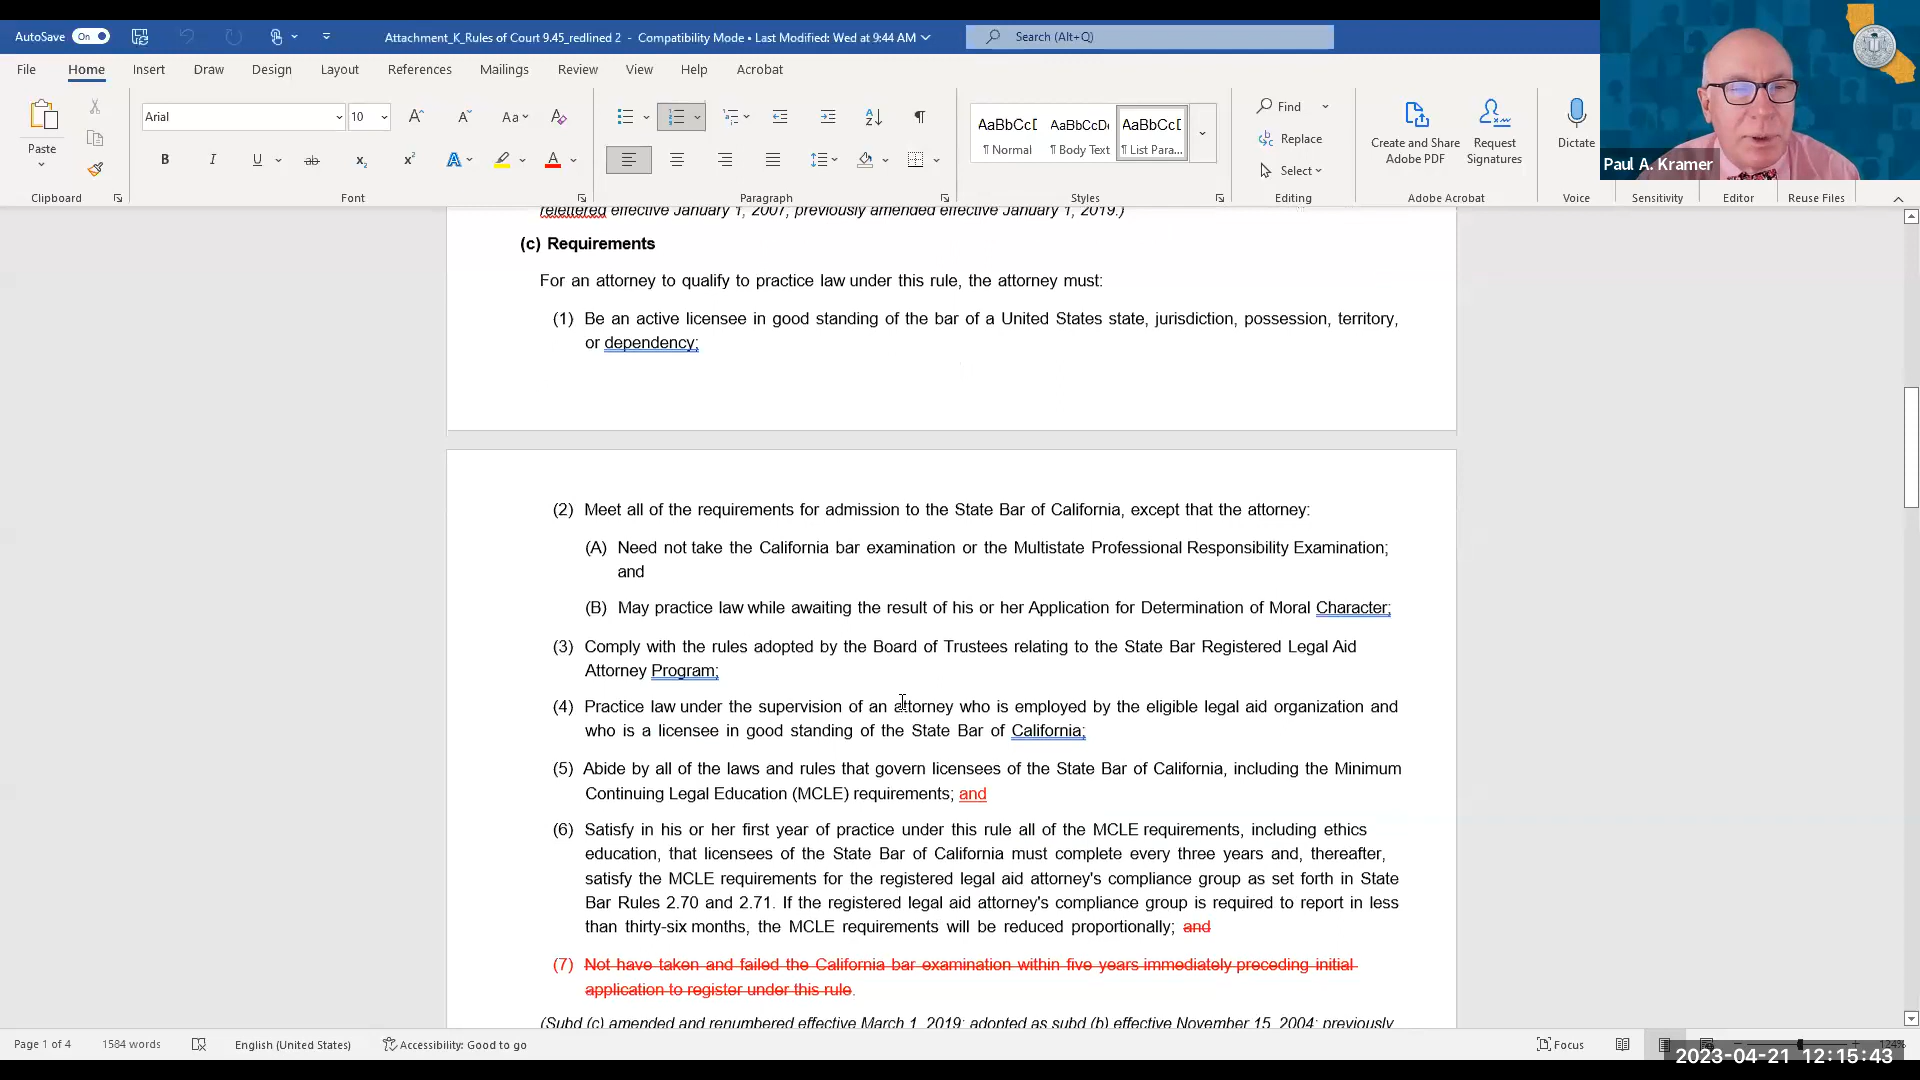 AutoSave On Attachment_K_Rules of Court 9.45_redlined 2 - Compatibility Mode • Last Modified: Wed at 9:44 AM Search (Alt+Q)
File Home Insert Draw Design Layout References Mailings Review View Help Acrobat
Paste
Arial 10
AaBbCcD AaBbCcDc AaBbCcD
¶ Normal ¶ Body Text ¶ List Para...
Find
Replace
Select
Create and Share Adobe PDF
Request Signatures
Dictate
Paul A. Kramer
Clipboard Font Paragraph Styles Editing Adobe Acrobat Voice Sensitivity Editor Reuse Files
relettered effective January 1, 2007; previously amended effective January 1, 2019.)
(c) Requirements
For an attorney to qualify to practice law under this rule, the attorney must:
(1) Be an active licensee in good standing of the bar of a United States state, jurisdiction, possession, territory,
or dependency;
(2) Meet all of the requirements for admission to the State Bar of California, except that the attorney:
(A) Need not take the California bar examination or the Multistate Professional Responsibility Examination;
and
(B) May practice law while awaiting the result of his or her Application for Determination of Moral Character;
(3) Comply with the rules adopted by the Board of Trustees relating to the State Bar Registered Legal Aid
Attorney Program;
(4) Practice law under the supervision of an attorney who is employed by the eligible legal aid organization and
who is a licensee in good standing of the State Bar of California;
(5) Abide by all of the laws and rules that govern licensees of the State Bar of California, including the Minimum
Continuing Legal Education (MCLE) requirements; and
(6) Satisfy in his or her first year of practice under this rule all of the MCLE requirements, including ethics
education, that licensees of the State Bar of California must complete every three years and, thereafter,
satisfy the MCLE requirements for the registered legal aid attorney's compliance group as set forth in State
Bar Rules 2.70 and 2.71. If the registered legal aid attorney's compliance group is required to report in less
than thirty-six months, the MCLE requirements will be reduced proportionally; and
(7) Not have taken and failed the California bar examination within five years immediately preceding initial
application to register under this rule.
(Subd (c) amended and renumbered effective March 1, 2019; adopted as subd (b) effective November 15, 2004; previously
Page 1 of 4 1584 words English (United States) Accessibility: Good to go Focus 124%
2023-04-21 12:15:43